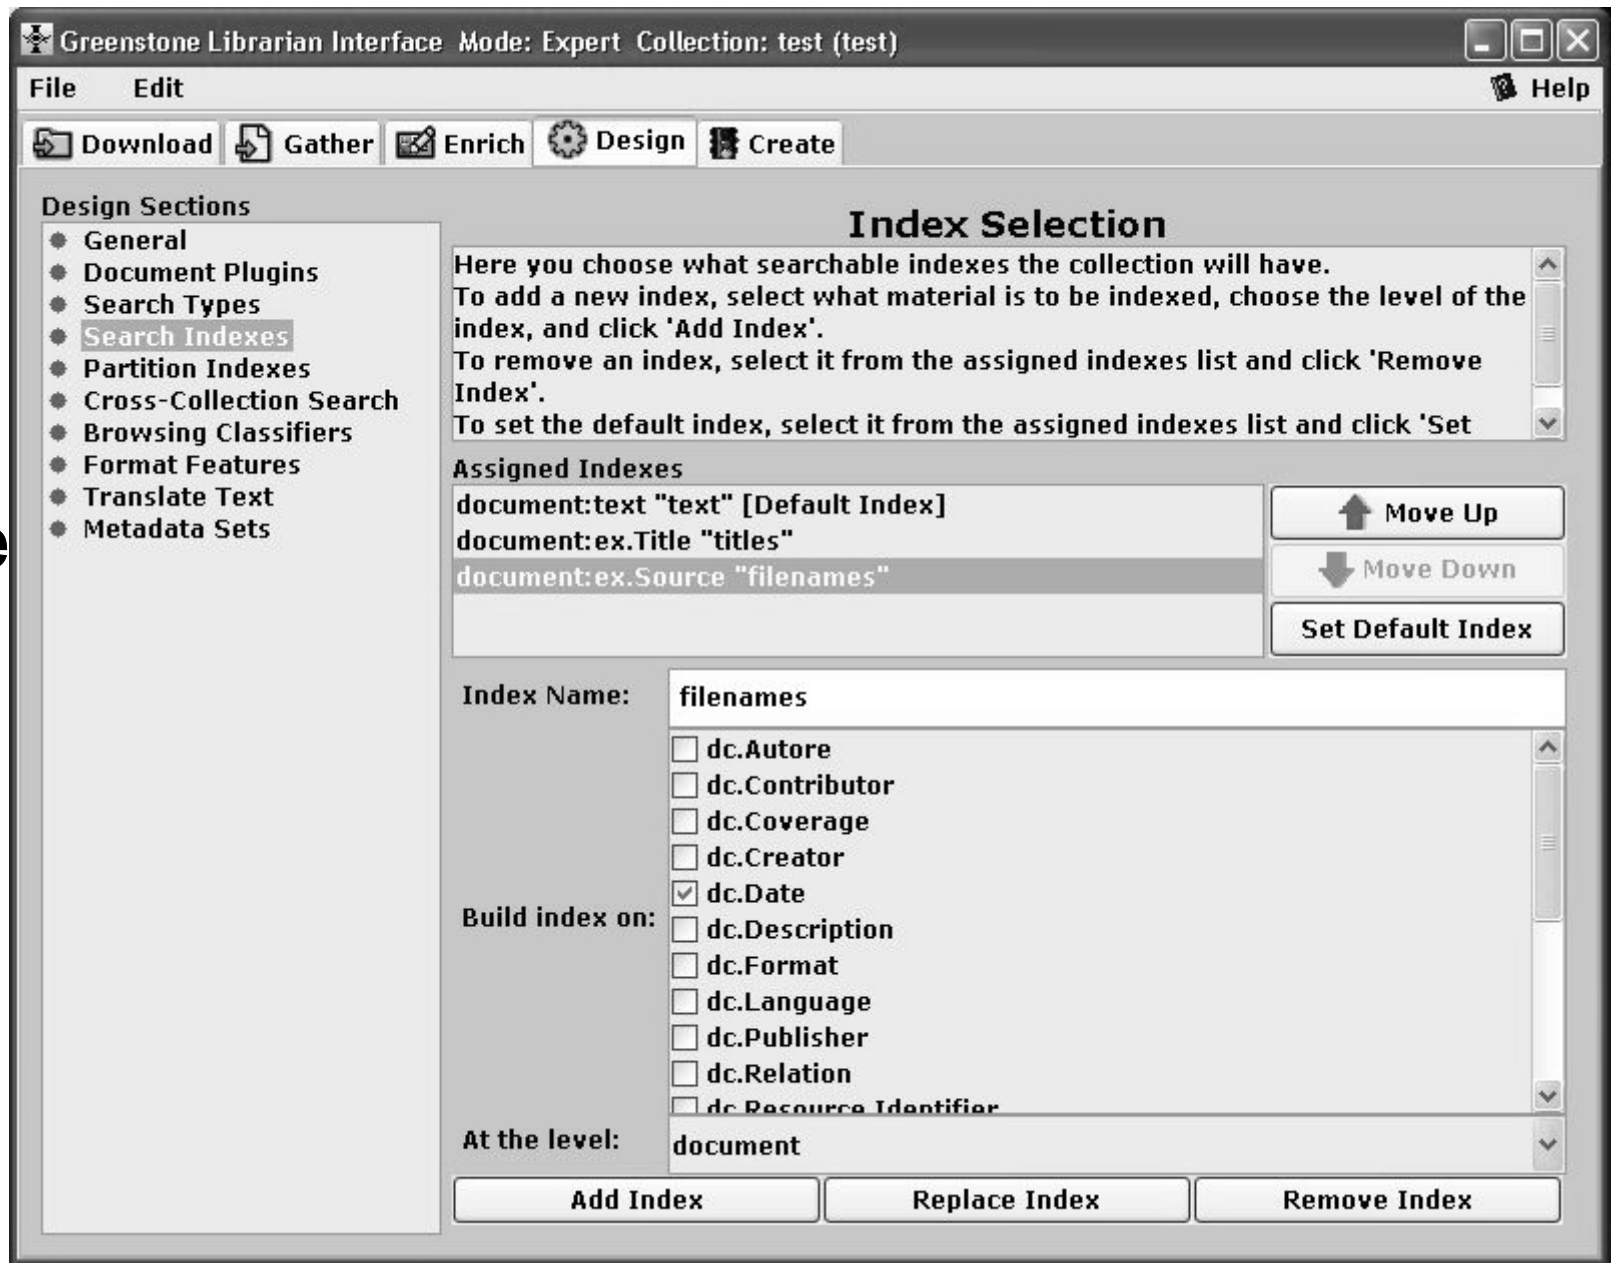 Greenstone Librarian Interface Mode: Expert Collection: test (test)
File Edit Help
Download Gather Enrich Design Create
Design Sections
General
Document Plugins
Search Types
Search Indexes
Partition Indexes
Cross-Collection Search
Browsing Classifiers
Format Features
Translate Text
Metadata Sets
e
Index Selection
Here you choose what searchable indexes the collection will have.
To add a new index, select what material is to be indexed, choose the level of the
index, and click 'Add Index'.
To remove an index, select it from the assigned indexes list and click 'Remove
Index'.
To set the default index, select it from the assigned indexes list and click 'Set
Assigned Indexes
document:text "text" [Default Index]
document:ex.Title "titles"
document:ex.Source "filenames"
Move Up
Move Down
Set Default Index
Index Name: filenames
Build index on:
dc.Autore
dc.Contributor
dc.Coverage
dc.Creator
dc.Date
dc.Description
dc.Format
dc.Language
dc.Publisher
dc.Relation
dc.Resource Identifier
At the level: document
Add Index Replace Index Remove Index